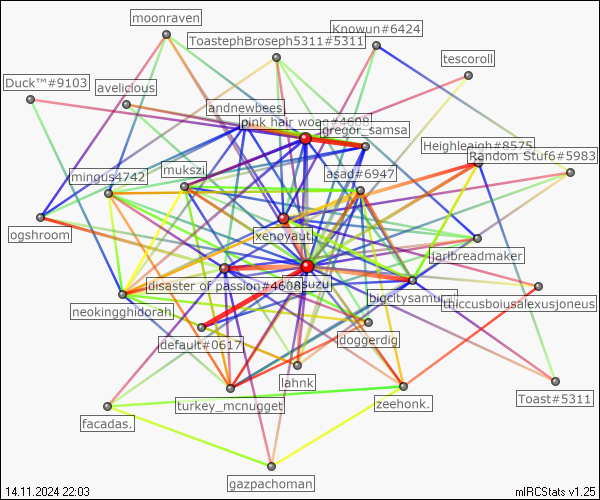 moonraven
Knowun#6424
ToastephBroseph5311#5311
tescoroll
Duck™#9103
avelicious
andnewbees
pink hair woag#4608
gregor_samsa
Heighleaigh#8575
Random Stuf6#5983
mukszi
asad#6947
mingus4742
ogshroom
xenoyaut
jarlbreadmaker
disaster of passion#4608
suzu
bigcitysamurai
tticcusboiusalexusjoneus
neokingghidorah
default#0617
doggerdig
lahnk
Toast#5311
turkey_mcnugget
zeehonk.
facadas.
gazpachoman
14.11.2024 22:03
mIRCStats v1.25